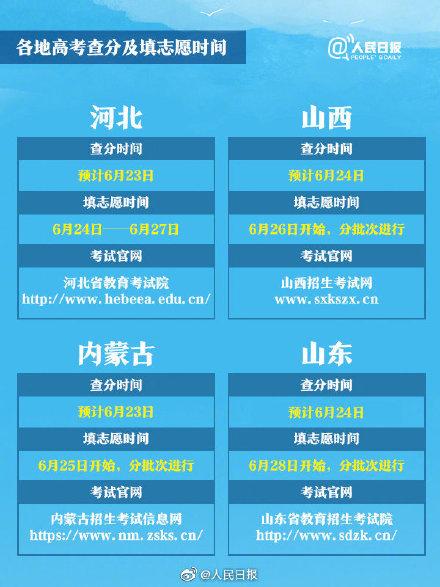 各地高考查分及填志愿时间
@人民日报
PEOPLE'S DAILY
河北
查分时间
预计6月23日
填志愿时间
6月24日——6月27日
考试官网
河北省教育考试院
http://www.hebeea.edu.cn/
山西
查分时间
预计6月24日
填志愿时间
6月26日开始，分批次进行
考试官网
山西招生考试网
www.sxkszx.cn
内蒙古
查分时间
预计6月23日
填志愿时间
6月25日开始，分批次进行
考试官网
内蒙古招生考试信息网
https://www.nm.zsks.cn/
山东
查分时间
预计6月24日
填志愿时间
6月28日开始，分批次进行
考试官网
山东省教育招生考试院
http://www.sdzk.cn/
@人民日报